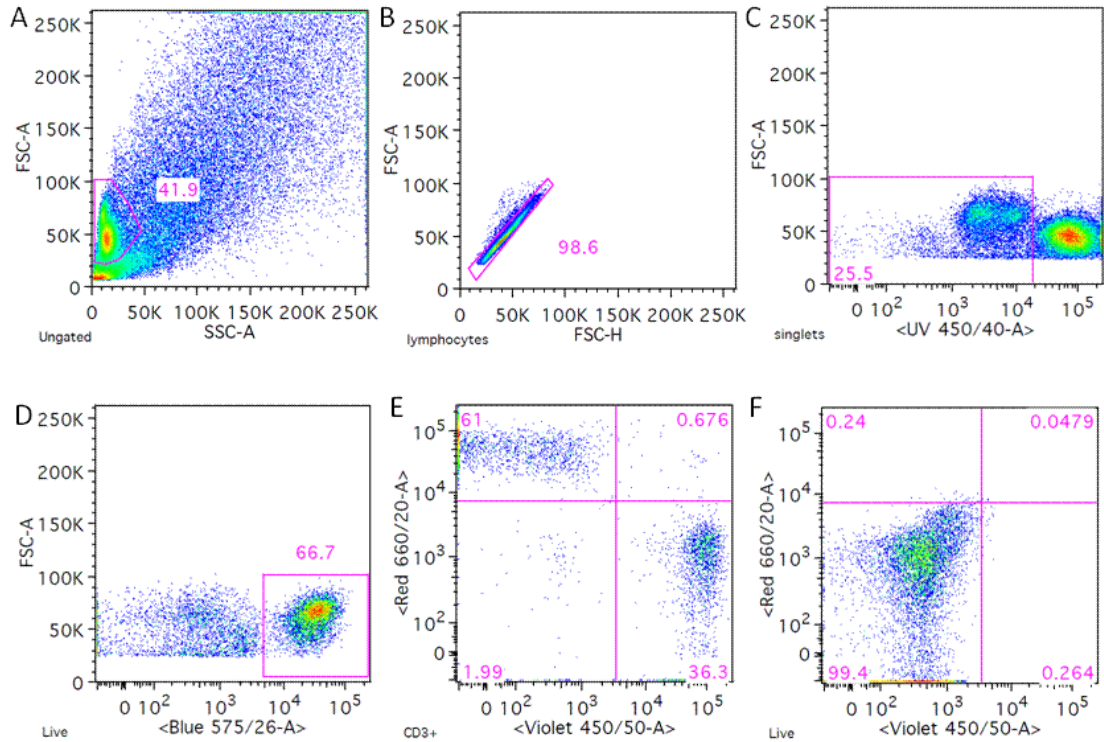 A
FSC-A
250K
200K
150K
100K
50K
0
41.9
0 50K 100K 150K 200K 250K
SSC-A
Ungated
B
FSC-A
250K
200K
150K
100K
50K
0
98.6
0 50K 100K 150K 200K 250K
FSC-H
lymphocytes
C
FSC-A
250K
200K
150K
100K
50K
0
25.5
0 10² 10³ 10⁴ 10⁵
<UV 450/40-A>
singlets
D
FSC-A
250K
200K
150K
100K
50K
0
66.7
0 10² 10³ 10⁴ 10⁵
<Blue 575/26-A>
Live
E
<Red 660/20-A>
10⁵
10⁴
10³
10²
0
61 0.676
1.99 36.3
0 10² 10³ 10⁴ 10⁵
<Violet 450/50-A>
CD3+
F
<Red 660/20-A>
10⁵
10⁴
10³
10²
0
0.24 0.0479
99.4 0.264
0 10² 10³ 10⁴ 10⁵
<Violet 450/50-A>
Live